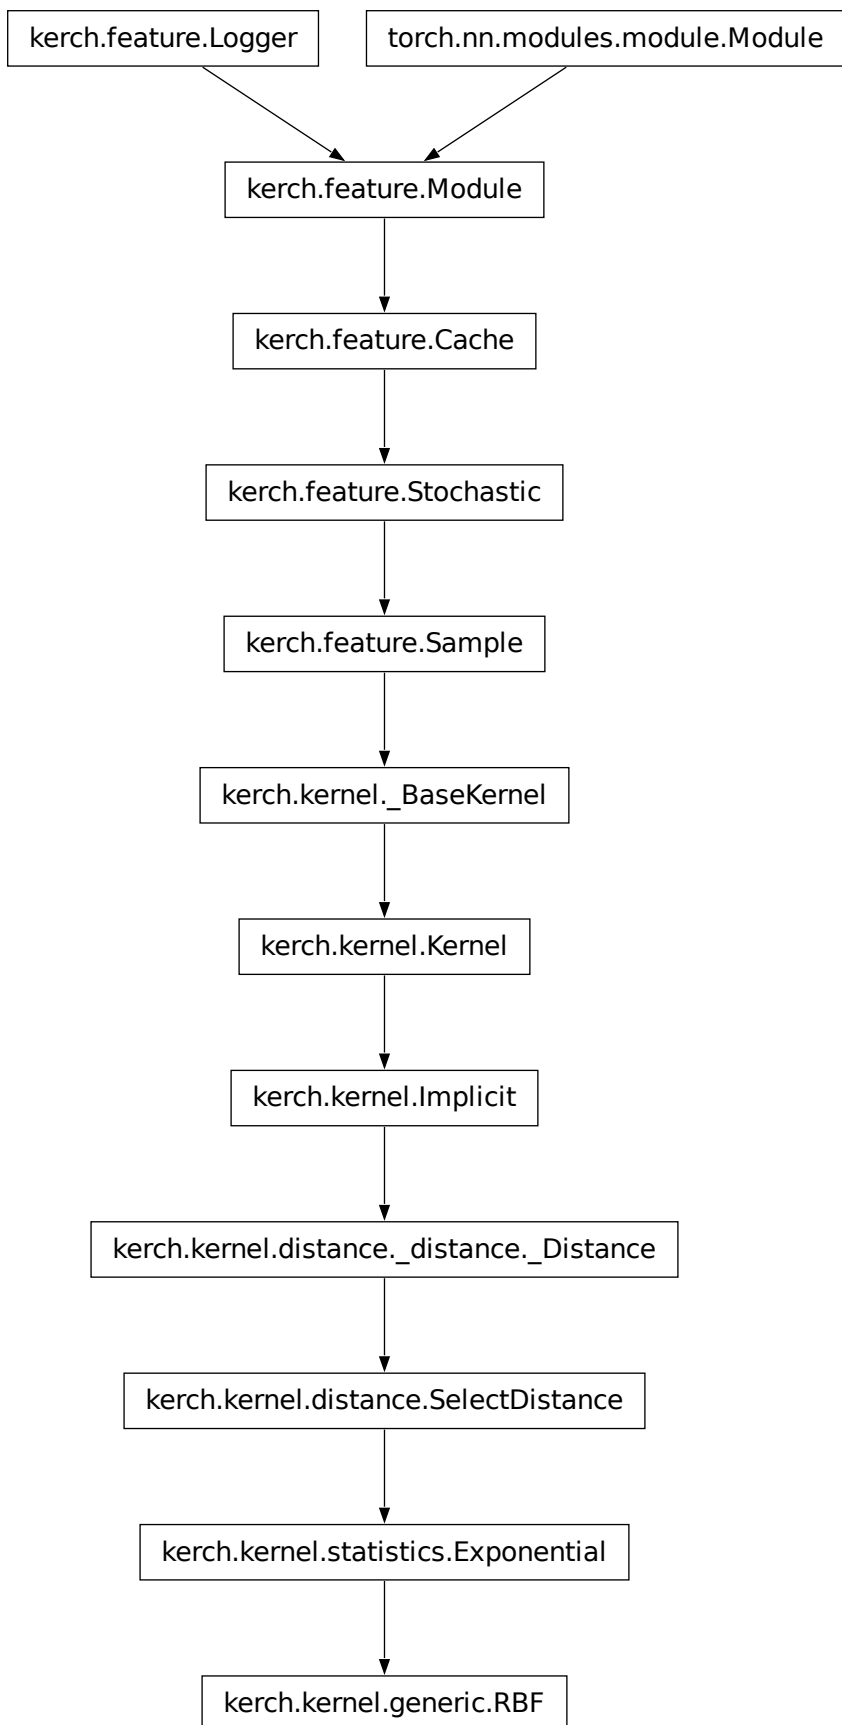 kerch.feature.Logger
torch.nn.modules.module.Module
kerch.feature.Module
kerch.feature.Cache
kerch.feature.Stochastic
kerch.feature.Sample
kerch.kernel._BaseKernel
kerch.kernel.Kernel
kerch.kernel.Implicit
kerch.kernel.distance._distance._Distance
kerch.kernel.distance.SelectDistance
kerch.kernel.statistics.Exponential
kerch.kernel.generic.RBF